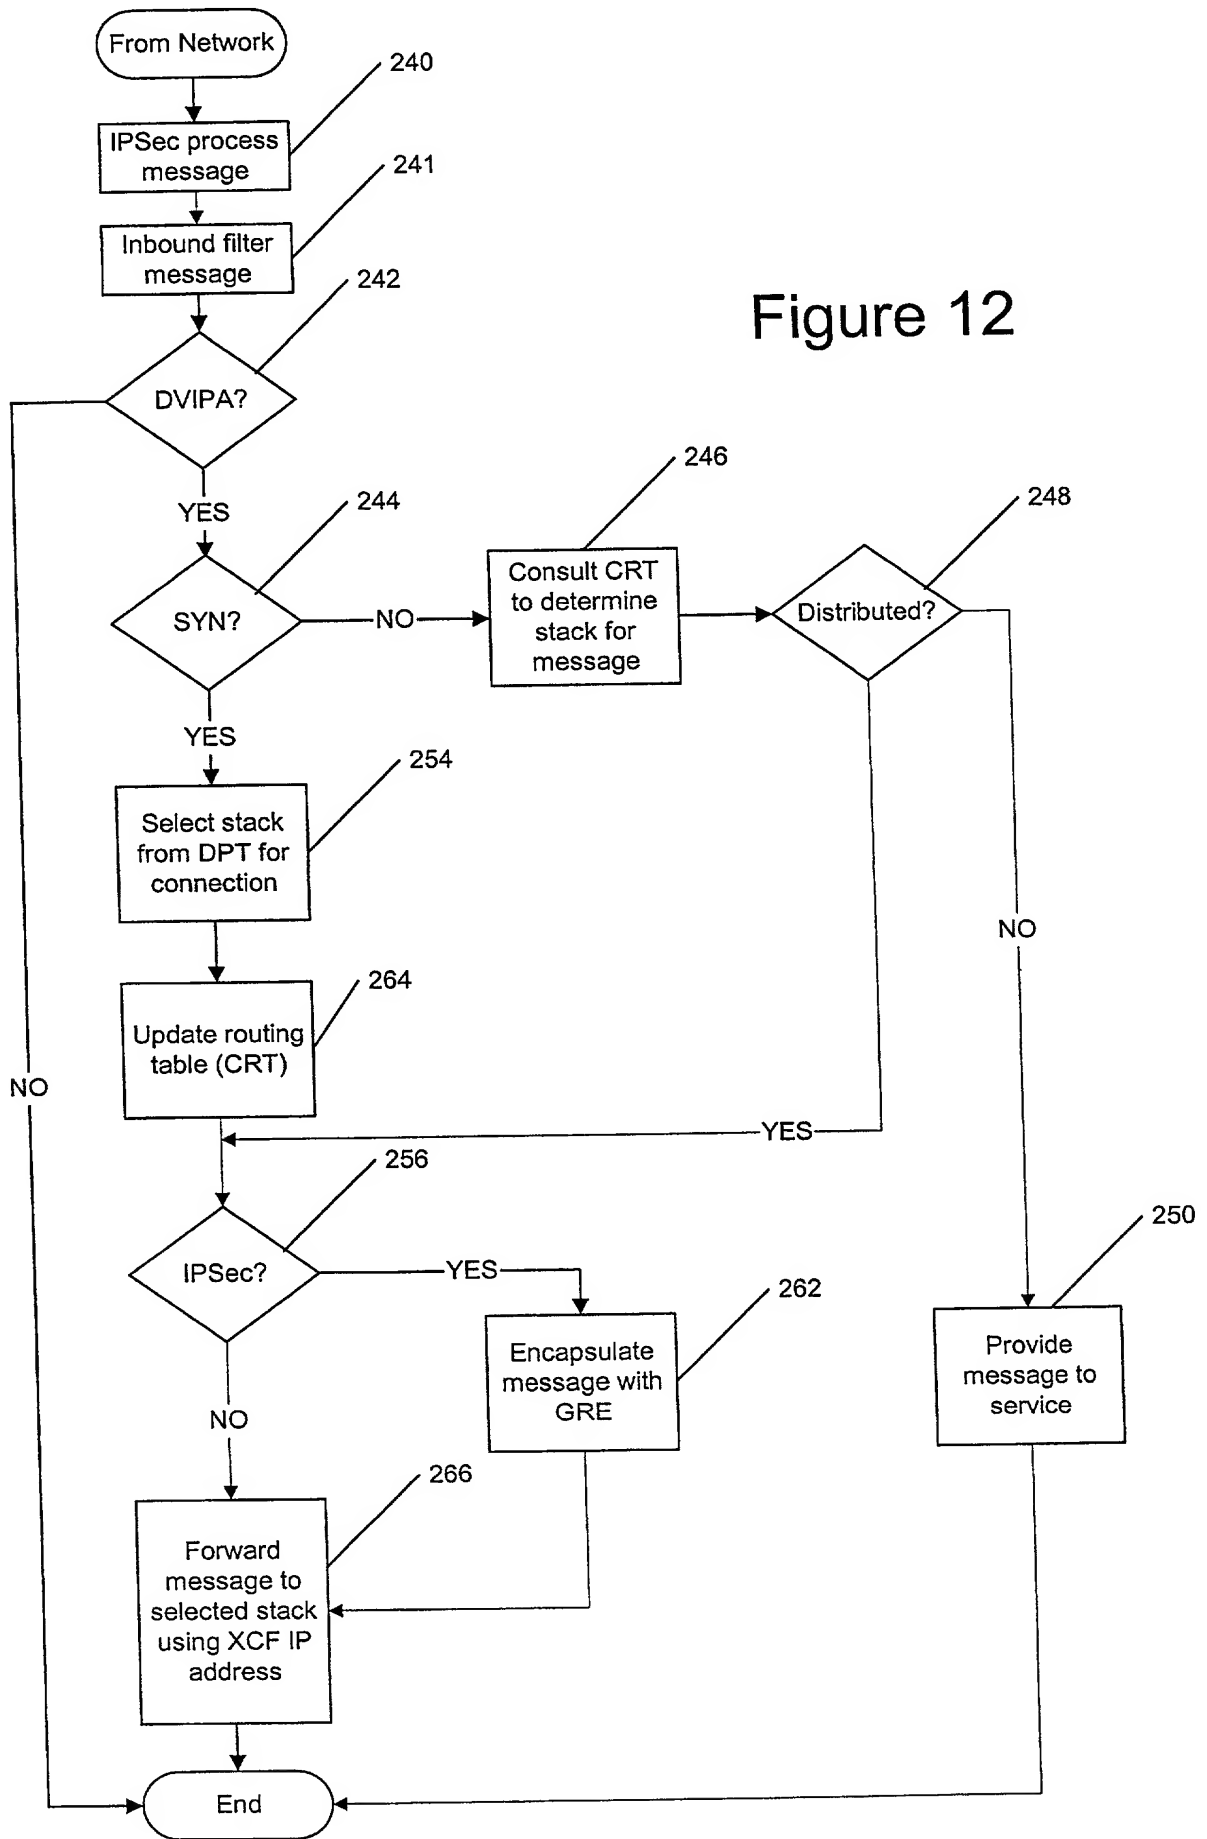 From Network
240
IPSec process
message
241
Inbound filter
message
242
Figure 12
DVIPA?
YES
244
246
248
SYN?
NO
Consult CRT
to determine
stack for
message
Distributed?
YES
254
Select stack
from DPT for
connection
NO
264
Update routing
table (CRT)
NO
YES
256
250
IPSec?
YES
262
Encapsulate
message with
GRE
Provide
message to
service
NO
266
Forward
message to
selected stack
using XCF IP
address
End